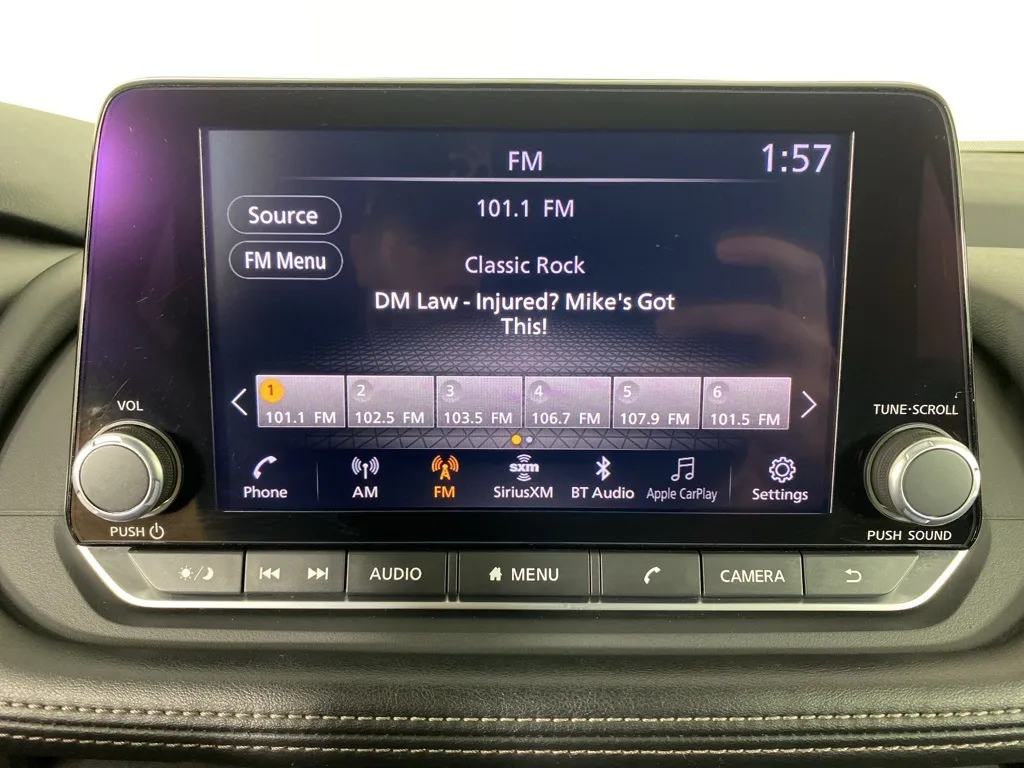 FM
1:57
Source
101.1 FM
FM Menu
Classic Rock
DM Law - Injured? Mike's Got
This!
1 2 3 4 5 6
101.1 FM 102.5 FM 103.5 FM 106.7 FM 107.9 FM 101.5 FM
VOL
TUNE·SCROLL
sxm
Phone AM FM SiriusXM BT Audio Apple CarPlay Settings
PUSH
PUSH SOUND
AUDIO MENU CAMERA